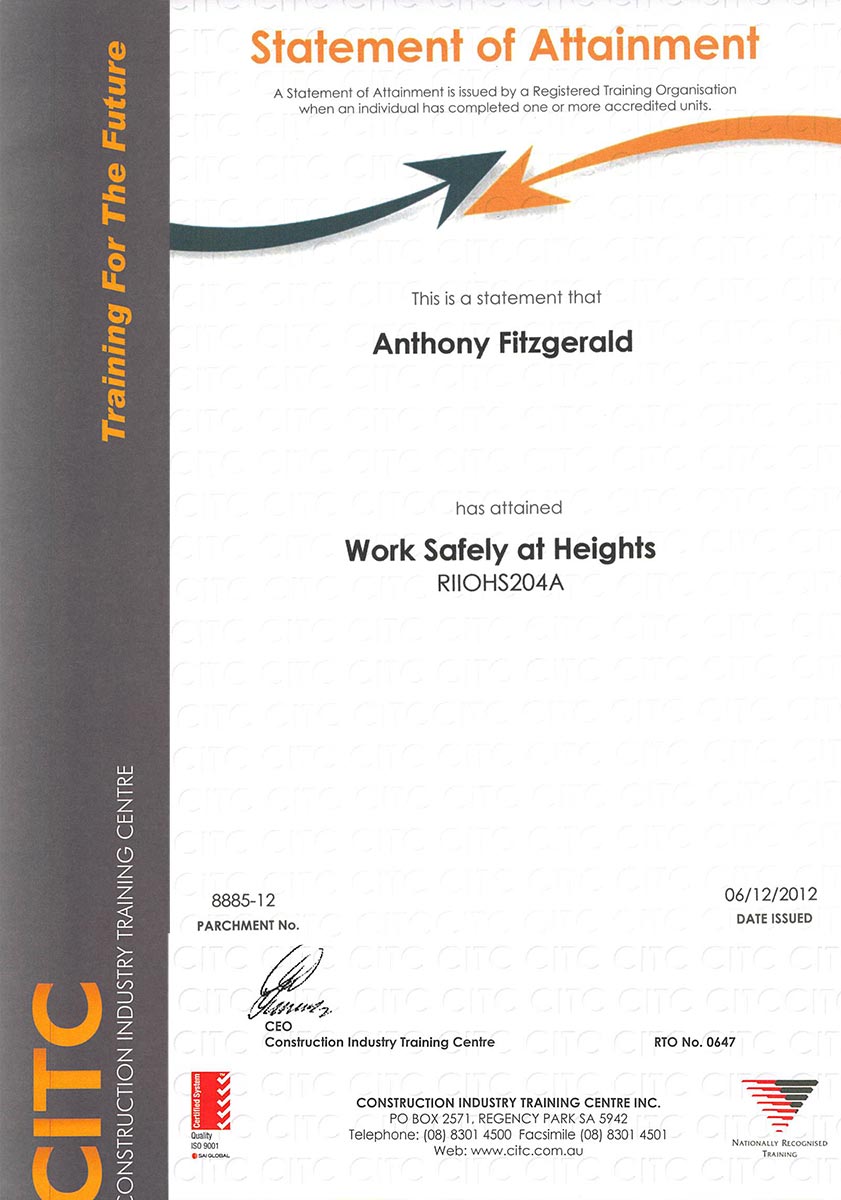 Statement of Attainment
A Statement of Attainment is issued by a Registered Training Organisation
when an individual has completed one or more accredited units.
Training For The Future
This is a statement that
Anthony Fitzgerald
has attained
Work Safely at Heights
RIIOHS204A
8885-12
PARCHMENT No.
06/12/2012
DATE ISSUED
CEO
Construction Industry Training Centre
RTO No. 0647
CITC
CONSTRUCTION INDUSTRY TRAINING CENTRE
Certified System
Quality
ISO 9001
SAI GLOBAL
CONSTRUCTION INDUSTRY TRAINING CENTRE INC.
PO BOX 2571, REGENCY PARK SA 5942
Telephone: (08) 8301 4500 Facsimile (08) 8301 4501
Web: www.citc.com.au
NATIONALLY RECOGNISED
TRAINING